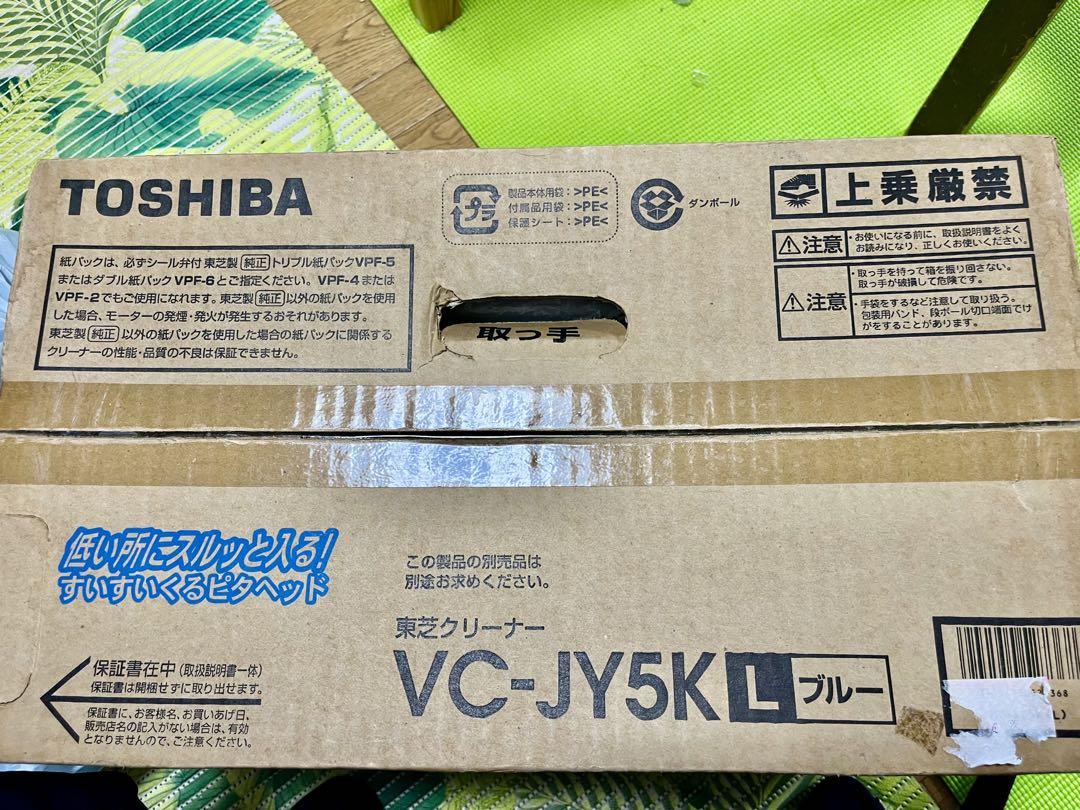 TOSHIBA
紙パックは、必ずシール弁付 東芝製 純正 トリプル紙パックVPF-5
またはダブル紙パックVPF-6とご指定ください。VPF-4または
VPF-2でもご使用になれます。東芝製 純正 以外の紙パックを使用
した場合、モーターの発煙・発火が発生するおそれがあります。
東芝製 純正 以外の紙パックを使用した場合の紙パックに関係する
クリーナーの性能・品質の不良は保証できません。
プラ
製品本体用袋：>PE<
付属品用袋：>PE<
保護シート：>PE<
ダンボール
上乗厳禁
注意
・お使いになる前に、取扱説明書をよく
お読みになり、正しくお使いください。
注意
・取っ手を持って箱を振り回さない。
取っ手が破損して危険です。
・手袋をするなど注意して取り扱う。
包装用バンド、段ボール切口端面でけ
がをすることがあります。
取っ手
低い所にスルッと入る!
すいすいくるピタヘッド
この製品の別売品は
別途お求めください。
東芝クリーナー
VC-JY5K L ブルー
保証書在中(取扱説明書一体)
保証書は開梱せずに取り出せます。
保証書に、お客様名、お買いあげ日、
販売店名の記入がない場合は、有効
となりませんので、ご注意ください。
368
L)